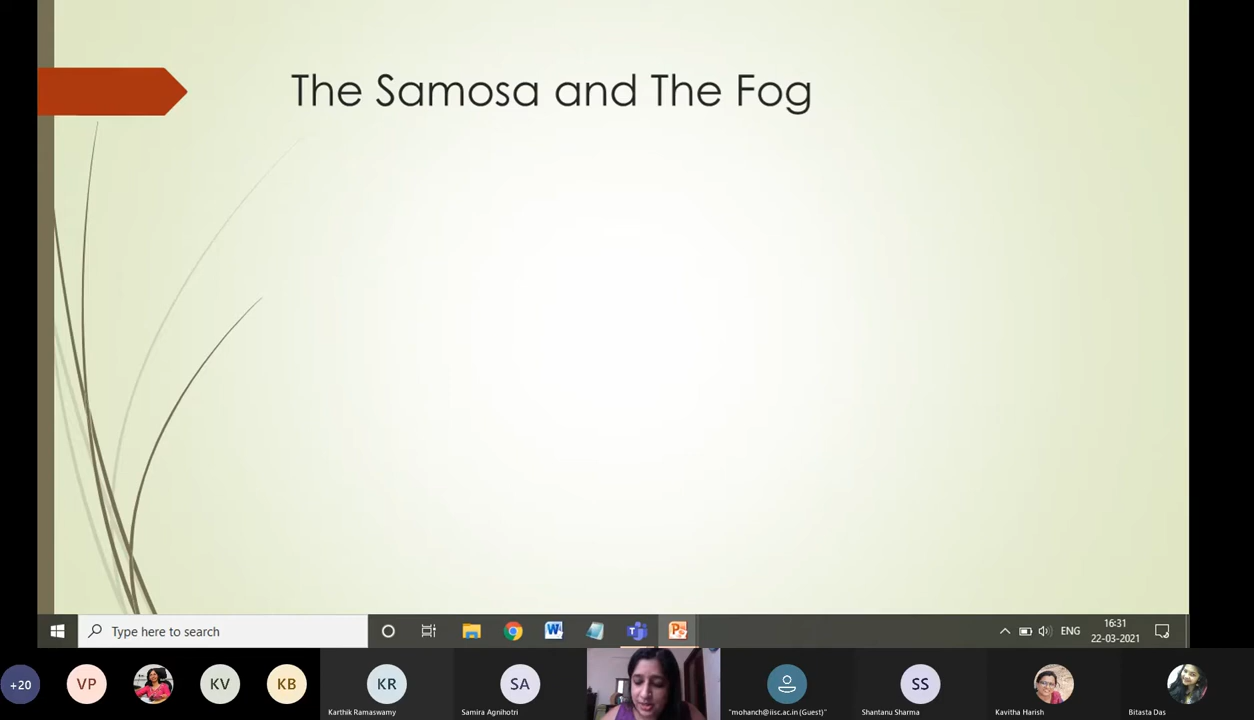 The Samosa and The Fog
Type here to search
W
P
ENG
16:31
22-03-2021
+20
VP
KV
KB
KR
Karthik Ramaswamy
SA
Samira Agnihotri
"mohanch@iisc.ac.in (Guest)"
SS
Shantanu Sharma
Kavitha Harish
Bitasta Das